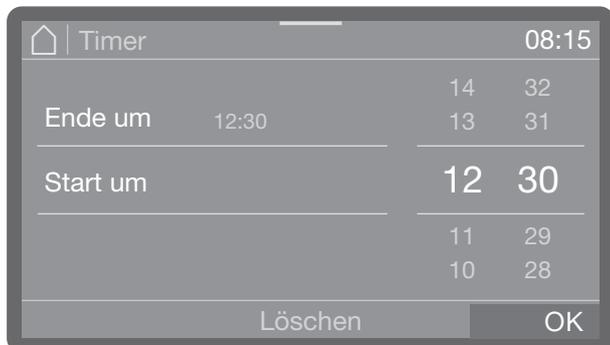 Timer 08:15
14 32
Ende um 12:30 13 31
Start um 12 30
11 29
10 28
Löschen OK